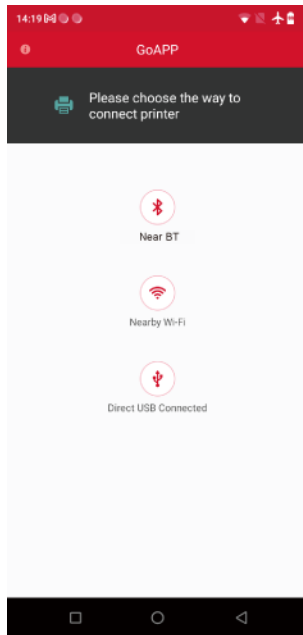 14:19
GoAPP
Please choose the way to
connect printer
Near BT
Nearby Wi-Fi
Direct USB Connected